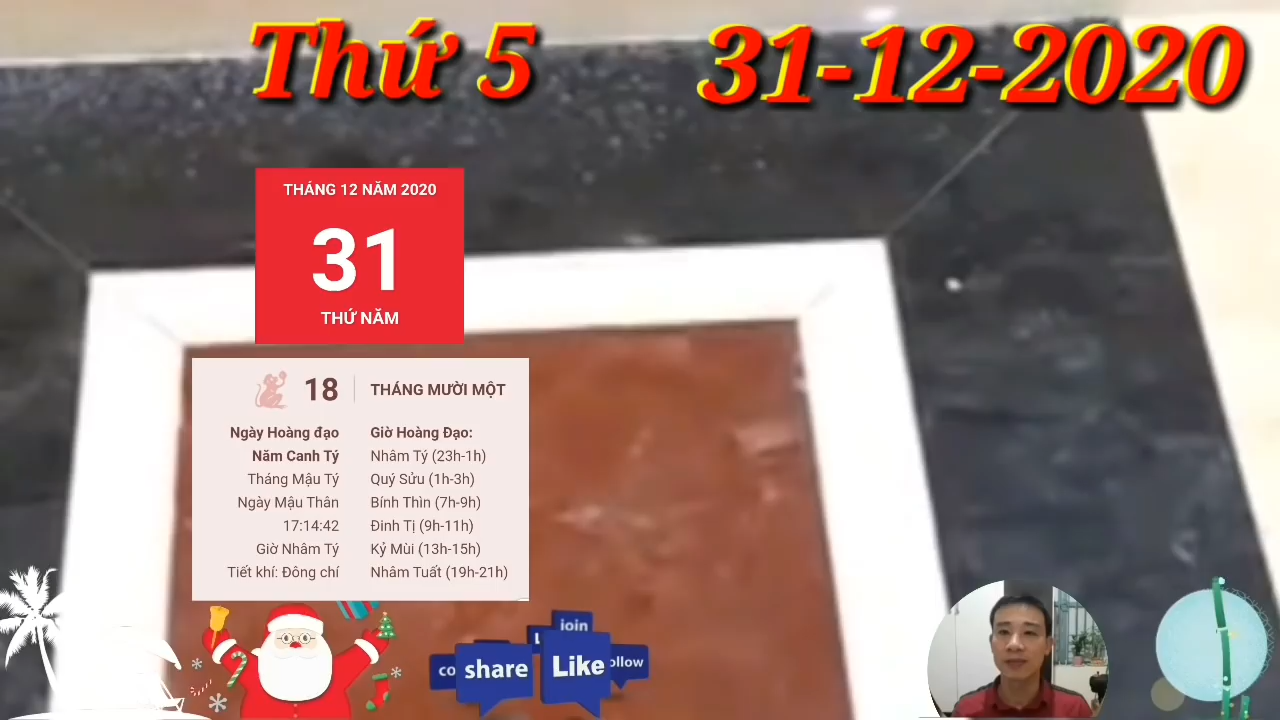 Thứ 5 31-12-2020
THÁNG 12 NĂM 2020
31
THỨ NĂM
18 THÁNG MƯỜI MỘT
Ngày Hoàng đạo
Năm Canh Tý
Tháng Mậu Tý
Ngày Mậu Thân
17:14:42
Giờ Nhâm Tý
Tiết khí: Đông chí
Giờ Hoàng Đạo:
Nhâm Tý (23h-1h)
Quý Sửu (1h-3h)
Bính Thìn (7h-9h)
Đinh Tị (9h-11h)
Kỷ Mùi (13h-15h)
Nhâm Tuất (19h-21h)
join
share
Like